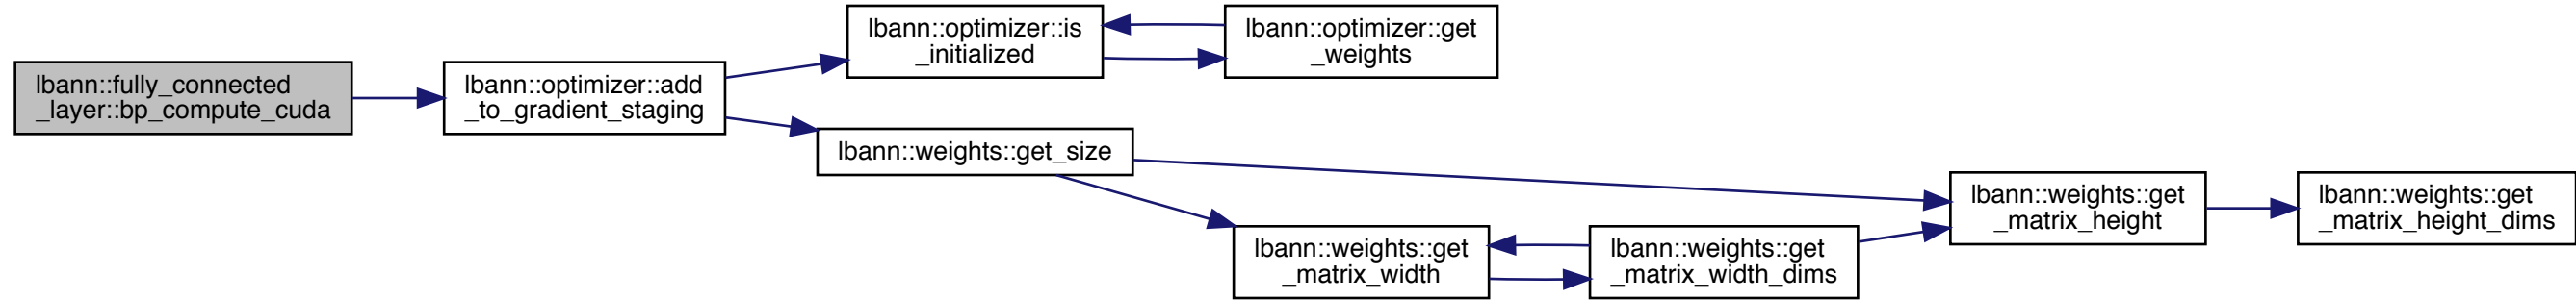 lbann::fully_connected
_layer::bp_compute_cuda
lbann::optimizer::add
_to_gradient_staging
lbann::optimizer::is
_initialized
lbann::optimizer::get
_weights
lbann::weights::get_size
lbann::weights::get
_matrix_width
lbann::weights::get
_matrix_width_dims
lbann::weights::get
_matrix_height
lbann::weights::get
_matrix_height_dims